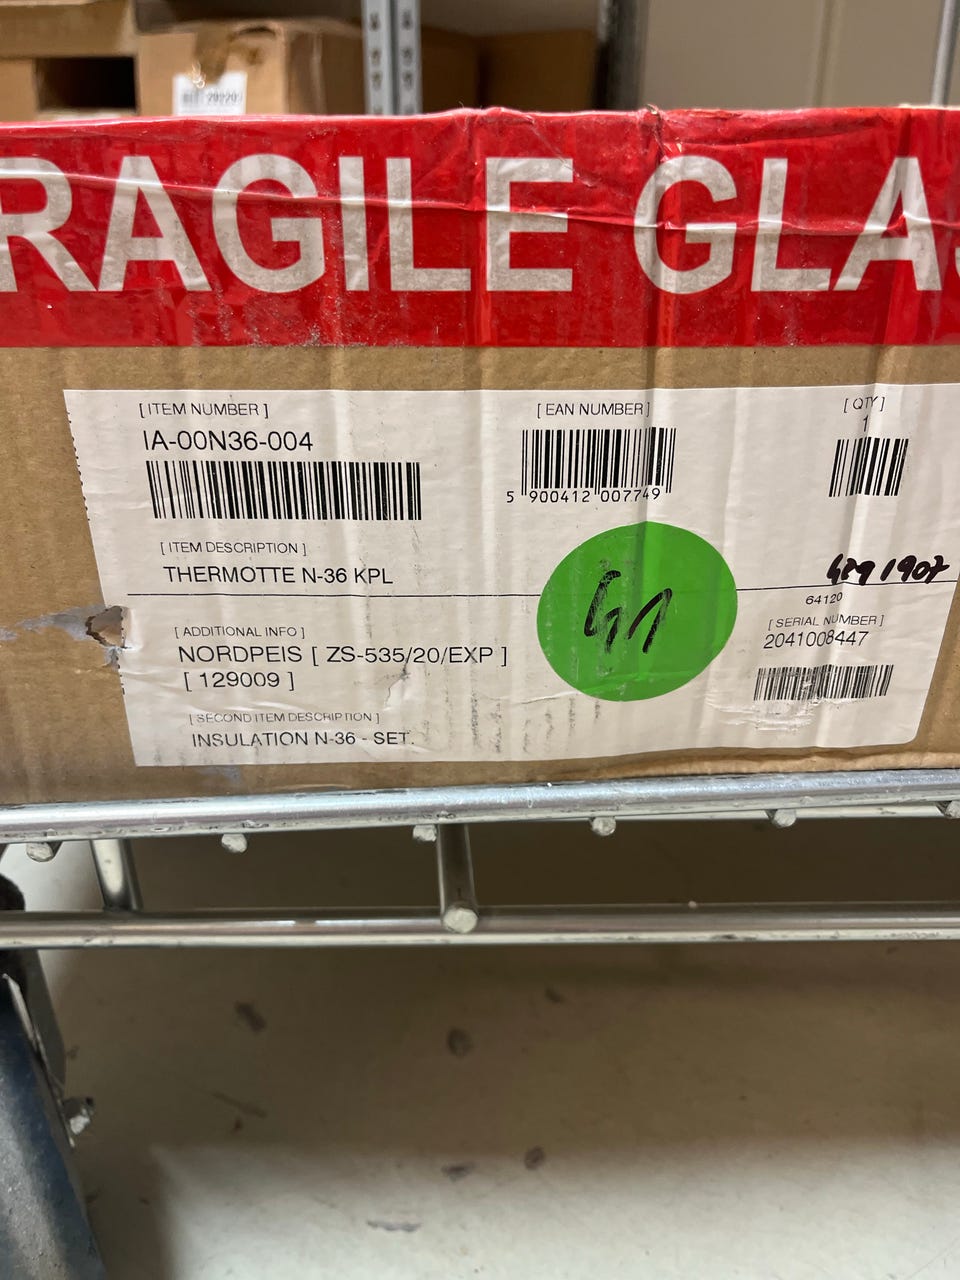 RAGILE GLAS
[ITEM NUMBER]
IA-00N36-004
[EAN NUMBER]
5 900412 007749
[QTY]
1
[ITEM DESCRIPTION]
THERMOTTE N-36 KPL
64120
[ADDITIONAL INFO]
NORDPEIS [ ZS-535/20/EXP ]
[ 129009 ]
[SERIAL NUMBER]
2041008447
[SECOND ITEM DESCRIPTION]
INSULATION N-36 - SET.